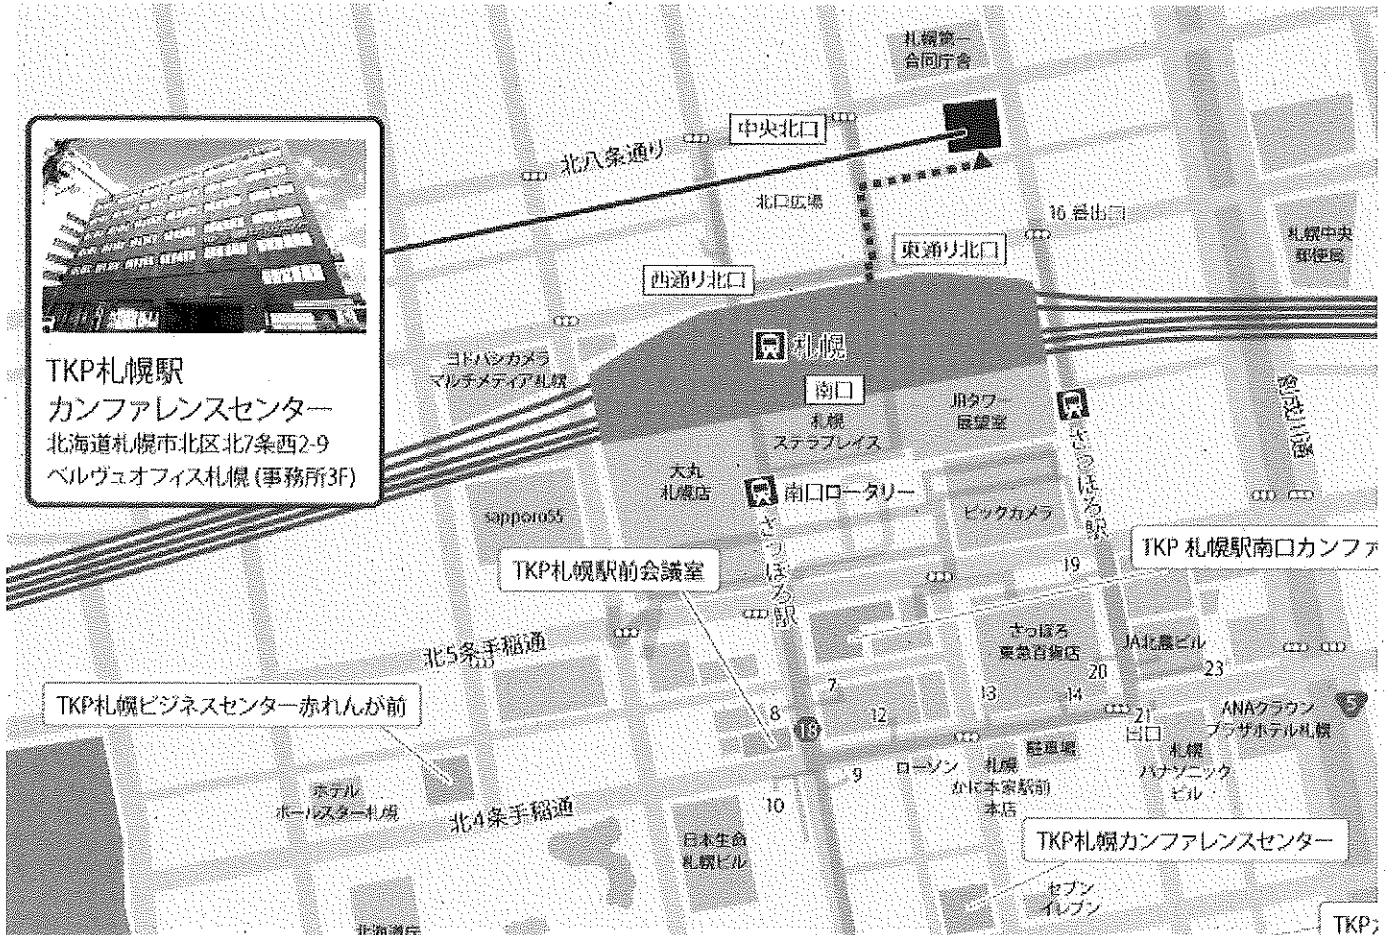 札幌第一
合同庁舎
中央北口
北八条通り
北口広場
16番出口
札幌中央
郵便局
東通り北口
西通り北口
札幌
南口
ヨドバシカメラ
マルチメディア札幌
TKP札幌駅
カンファレンスセンター
北海道札幌市北区北7条西2-9
ベルヴュオフィス札幌 (事務所3F)
札幌
ステラプレイス
JRタワー
展望室
さっぽろ駅
大丸
札幌店
南口ロータリー
さっぽろ駅
sapporo55
ビックカメラ
TKP 札幌駅南口カンファ
TKP札幌駅前会議室
19
さっぽろ
東急百貨店
JA北農ビル
北5条手稲通
20
23
7
13
14
TKP札幌ビジネスセンター赤れんが前
8
12
18
21
出口
ANAクラウン
プラザホテル札幌
5
駐車場
札幌
パナソニック
ビル
9
ローソン
札幌
かに本家駅前
本店
ホテル
ポールスター札幌
10
北4条手稲通
日本生命
札幌ビル
TKP札幌カンファレンスセンター
セブン
イレブン
北海道庁
TKP